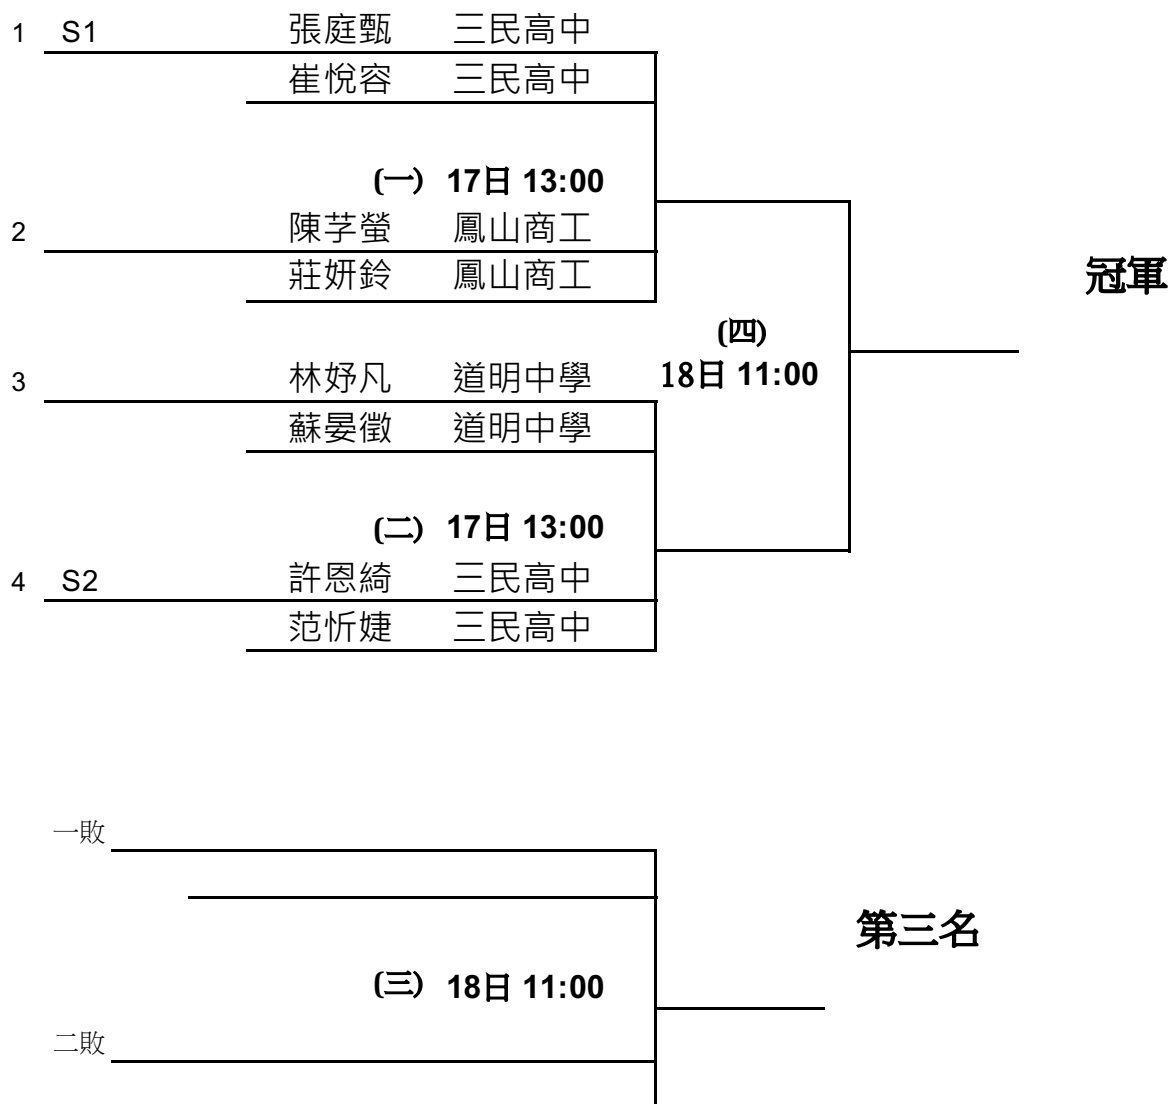 1 S1 張庭甄 三民高中
崔悅容 三民高中
(一) 17日 13:00
2 陳芓螢 鳳山商工
莊妍鈴 鳳山商工
冠軍
(四)
18日 11:00
3 林妤凡 道明中學
蘇晏徵 道明中學
(二) 17日 13:00
4 S2 許恩綺 三民高中
范忻婕 三民高中
一敗
第三名
(三) 18日 11:00
二敗